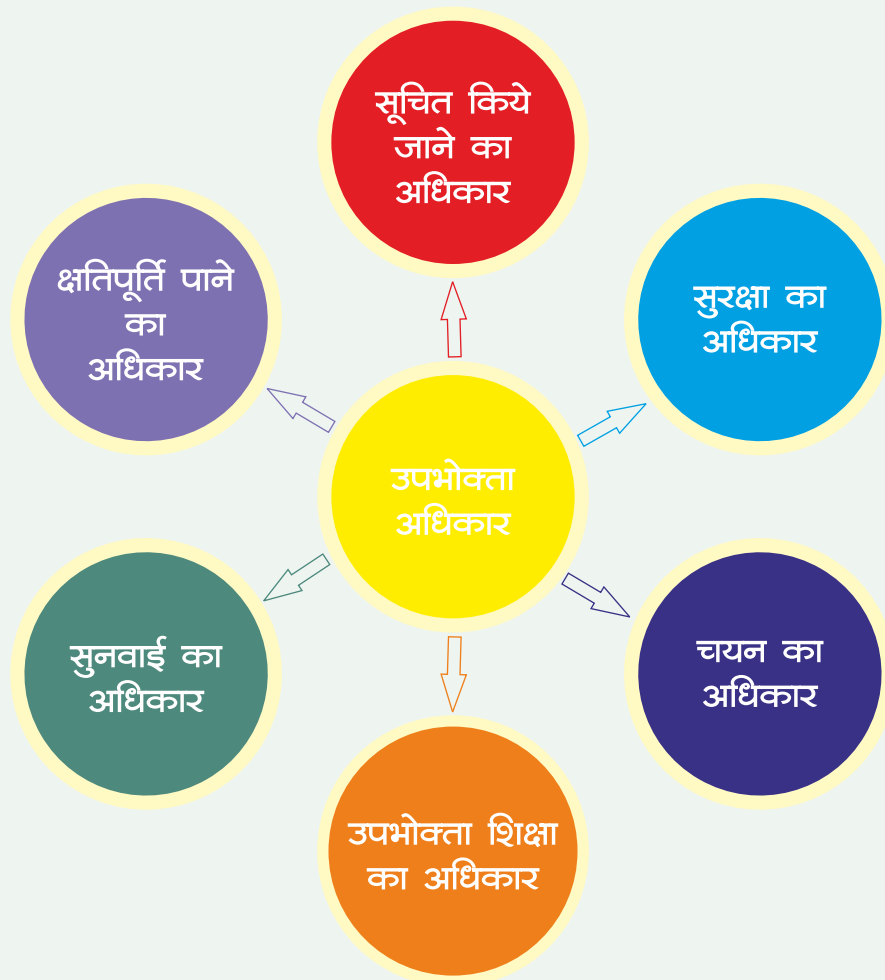 सूचित किये
जाने का
अधिकार
क्षतिपूर्ति पाने
का
अधिकार
सुरक्षा का
अधिकार
उपभोक्ता
अधिकार
सुनवाई का
अधिकार
चयन का
अधिकार
उपभोक्ता शिक्षा
का अधिकार